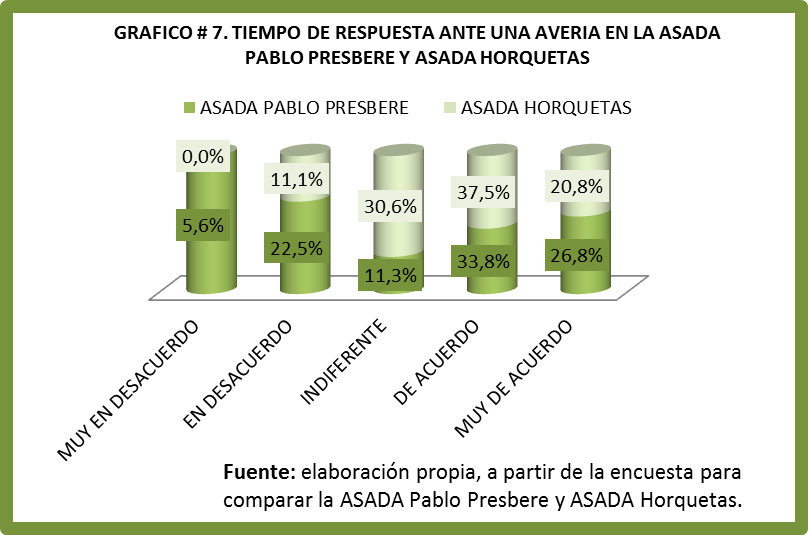 GRAFICO # 7. TIEMPO DE RESPUESTA ANTE UNA AVERIA EN LA ASADA
PABLO PRESBERE Y ASADA HORQUETAS
ASADA PABLO PRESBERE ASADA HORQUETAS
0,0% 11,1% 30,6% 37,5% 20,8%
5,6% 22,5% 11,3% 33,8% 26,8%
MUY EN DESACUERDO
EN DESACUERDO
INDIFERENTE
DE ACUERDO
MUY DE ACUERDO
Fuente: elaboración propia, a partir de la encuesta para
comparar la ASADA Pablo Presbere y ASADA Horquetas.